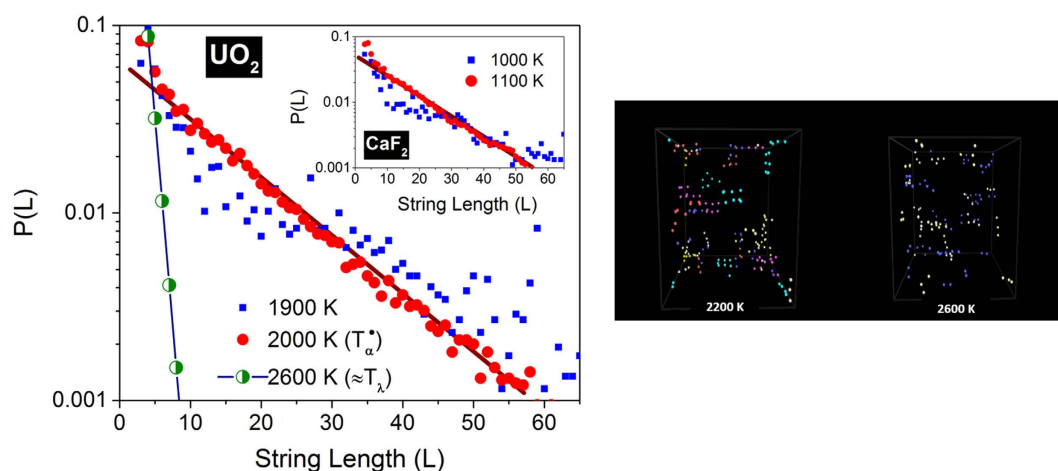 UO₂
0.1
0.01
0.001
P(L)
0 10 20 30 40 50 60
String Length (L)
1900 K
2000 K (T•α)
2600 K (≈Tλ)
0.1
0.01
0.001
P(L)
CaF₂
1000 K
1100 K
0 10 20 30 40 50 60
String Length (L)
2200 K
2600 K